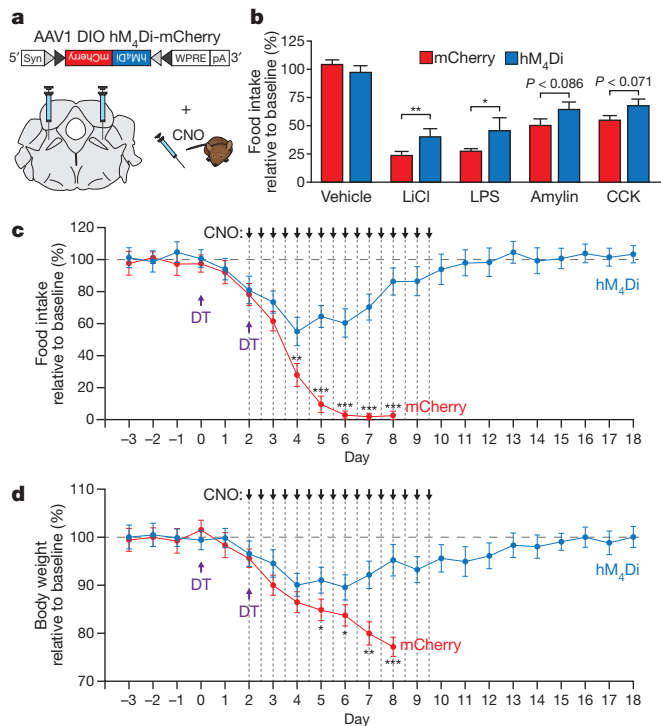 a
AAV1 DIO hM4Di-mCherry
5′ Syn mCherry hM4Di WPRE pA 3′
+
CNO
b
Food intake
relative to baseline (%)
125
100
75
50
25
0
mCherry hM4Di
** * P < 0.086 P < 0.071
Vehicle LiCl LPS Amylin CCK
c
CNO:
Food intake
relative to baseline (%)
120
100
80
60
40
20
0
DT
DT
hM4Di
** *** *** *** ***
mCherry
−3 −2 −1 0 1 2 3 4 5 6 7 8 9 10 11 12 13 14 15 16 17 18
Day
d
CNO:
Body weight
relative to baseline (%)
110
100
90
80
70
DT
DT
hM4Di
* * ** ***
mCherry
−3 −2 −1 0 1 2 3 4 5 6 7 8 9 10 11 12 13 14 15 16 17 18
Day